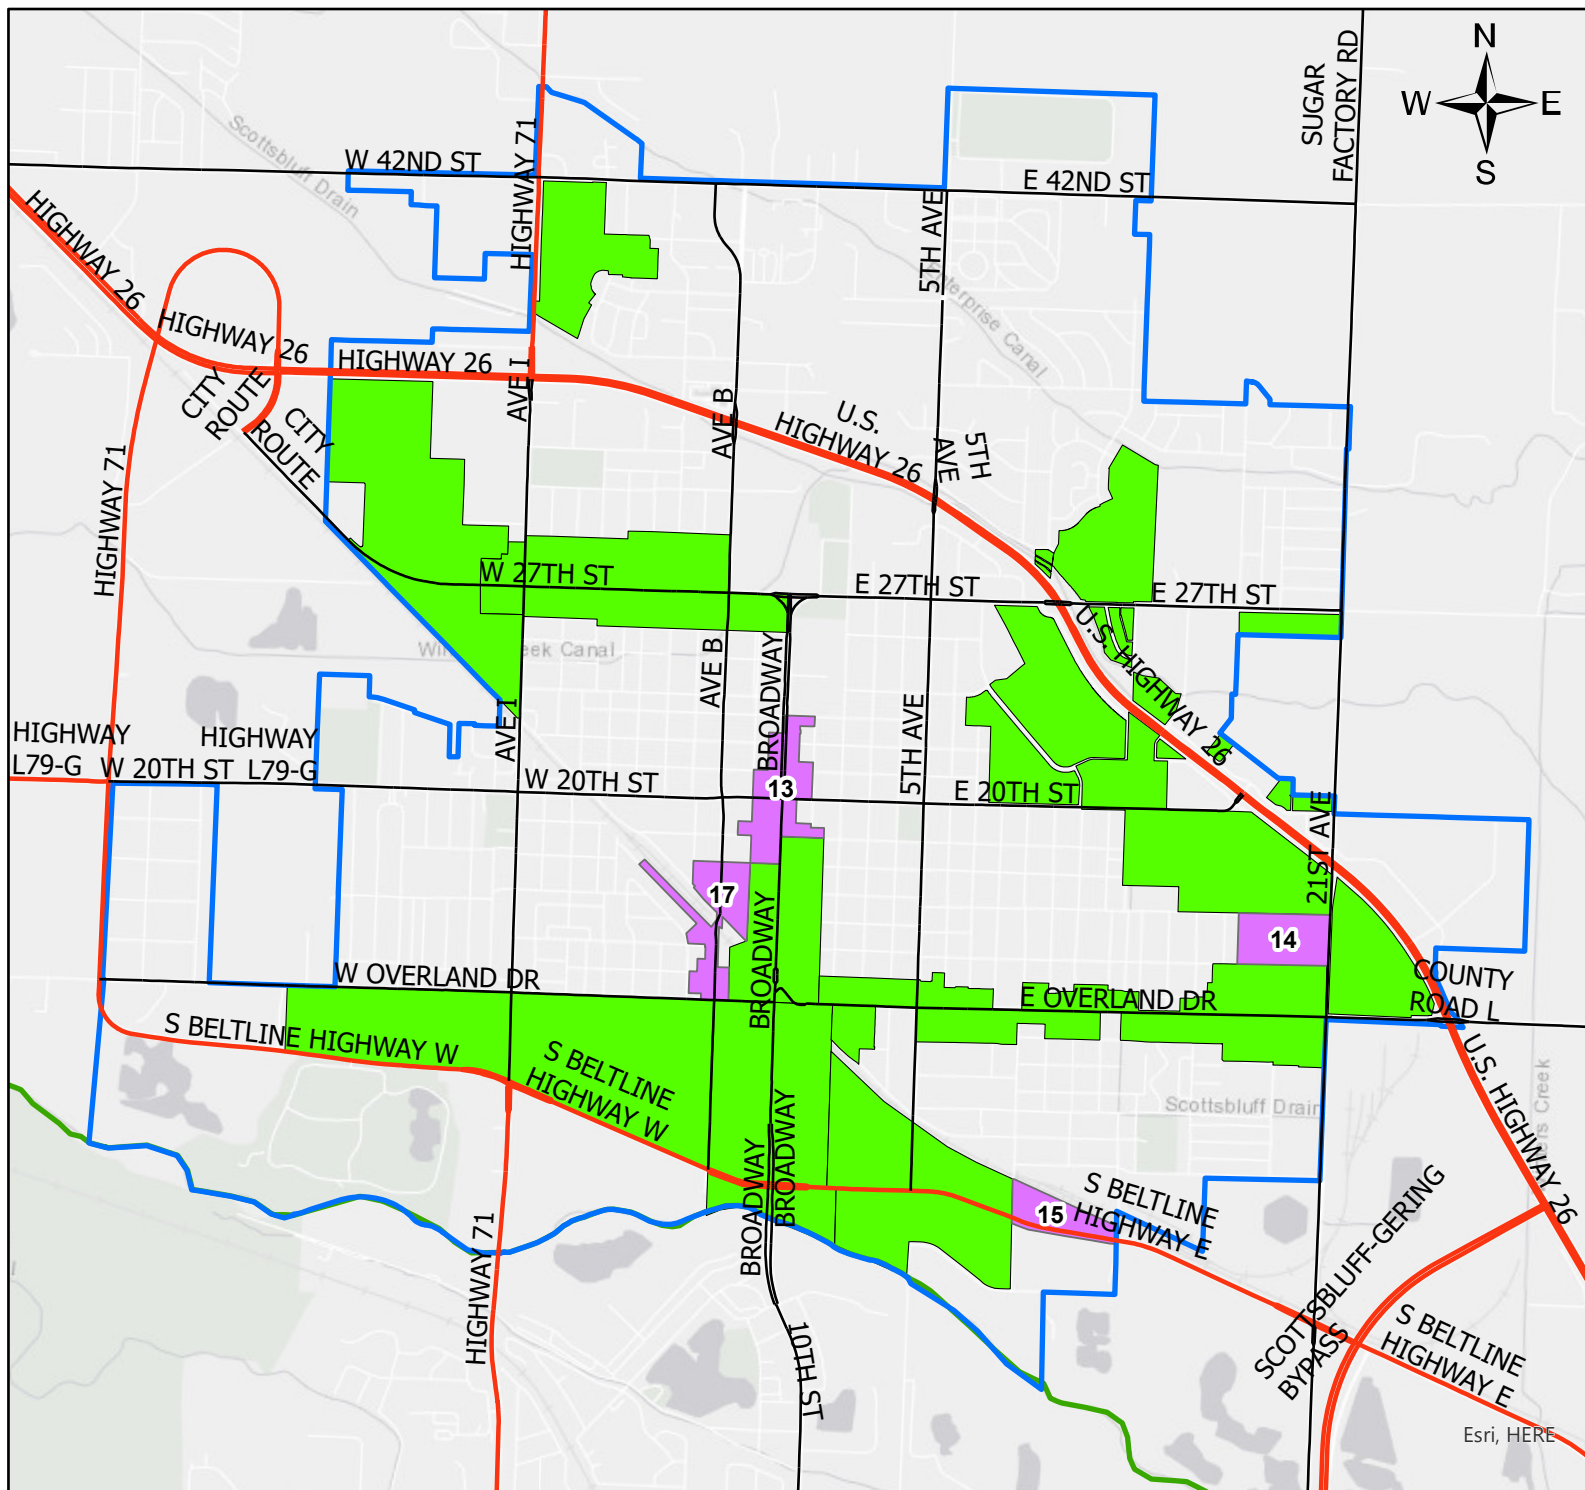 N
W E
S
SUGAR
FACTORY RD
Scottsbluff Drain
W 42ND ST
HIGHWAY 71
E 42ND ST
5TH AVE
Enterprise Canal
HIGHWAY 26
HIGHWAY 26
HIGHWAY 26
CITY
ROUTE
CITY
ROUTE
AVE I
AVE B
U.S.
HIGHWAY 26
5TH
AVE
HIGHWAY 71
W 27TH ST
E 27TH ST
E 27TH ST
U.S. HIGHWAY 26
AVE B
BROADWAY
5TH AVE
AVE I
HIGHWAY
L79-G
HIGHWAY
L79-G
W 20TH ST
W 20TH ST
13
E 20TH ST
21ST AVE
17
BROADWAY
14
W OVERLAND DR
E OVERLAND DR
COUNTY
ROAD L
S BELTLINE HIGHWAY W
S BELTLINE
HIGHWAY W
U.S. HIGHWAY 26
Scottsbluff Drain
Creek
BROADWAY
BROADWAY
15
S BELTLINE
HIGHWAY E
HIGHWAY 71
SCOTTSBLUFF-GERING
BYPASS
10TH ST
S BELTLINE
HIGHWAY E
Esri, HERE